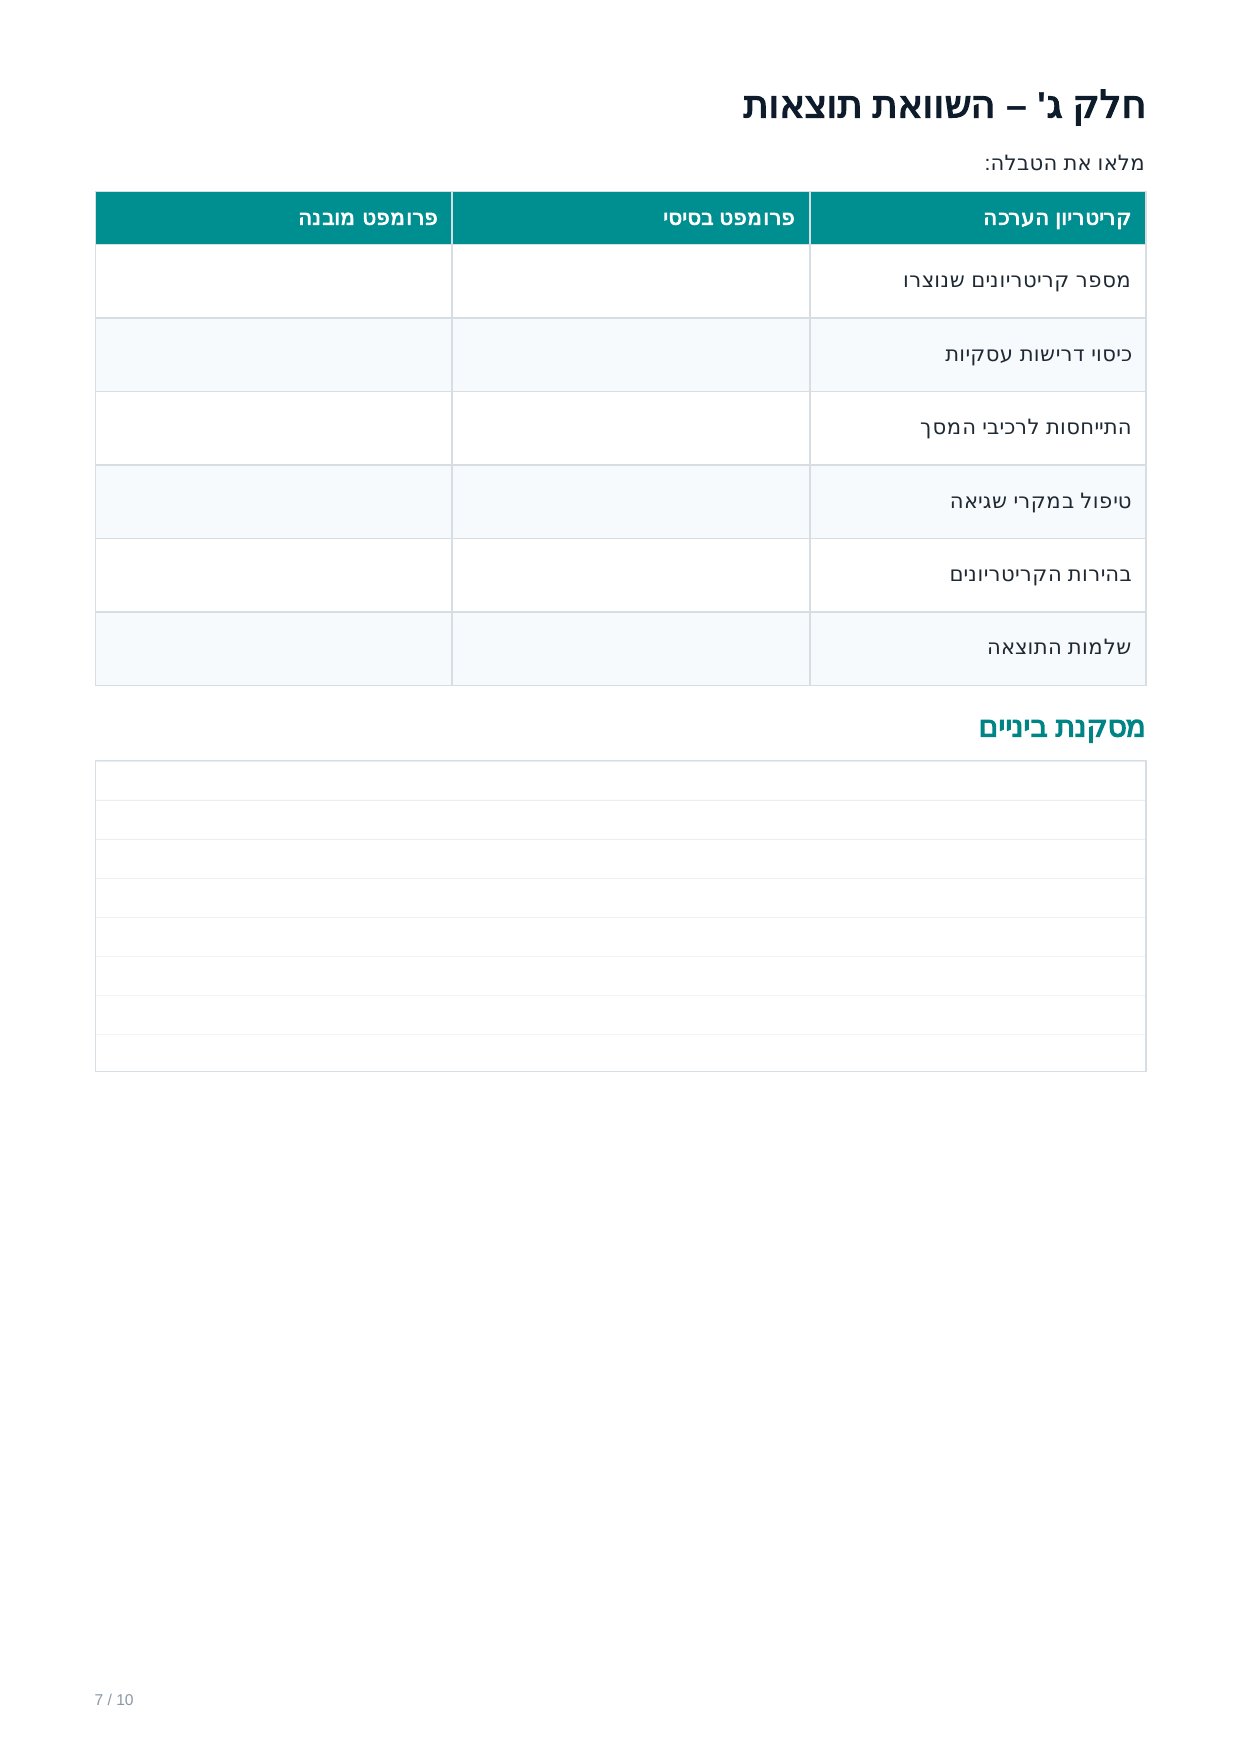 חלק ג' – השוואת תוצאות
מלאו את הטבלה:
קריטריון הערכה פרומפט בסיסי פרומפט מובנה
מספר קריטריונים שנוצרו
כיסוי דרישות עסקיות
התייחסות לרכיבי המסך
טיפול במקרי שגיאה
בהירות הקריטריונים
שלמות התוצאה
מסקנת ביניים
7 / 10